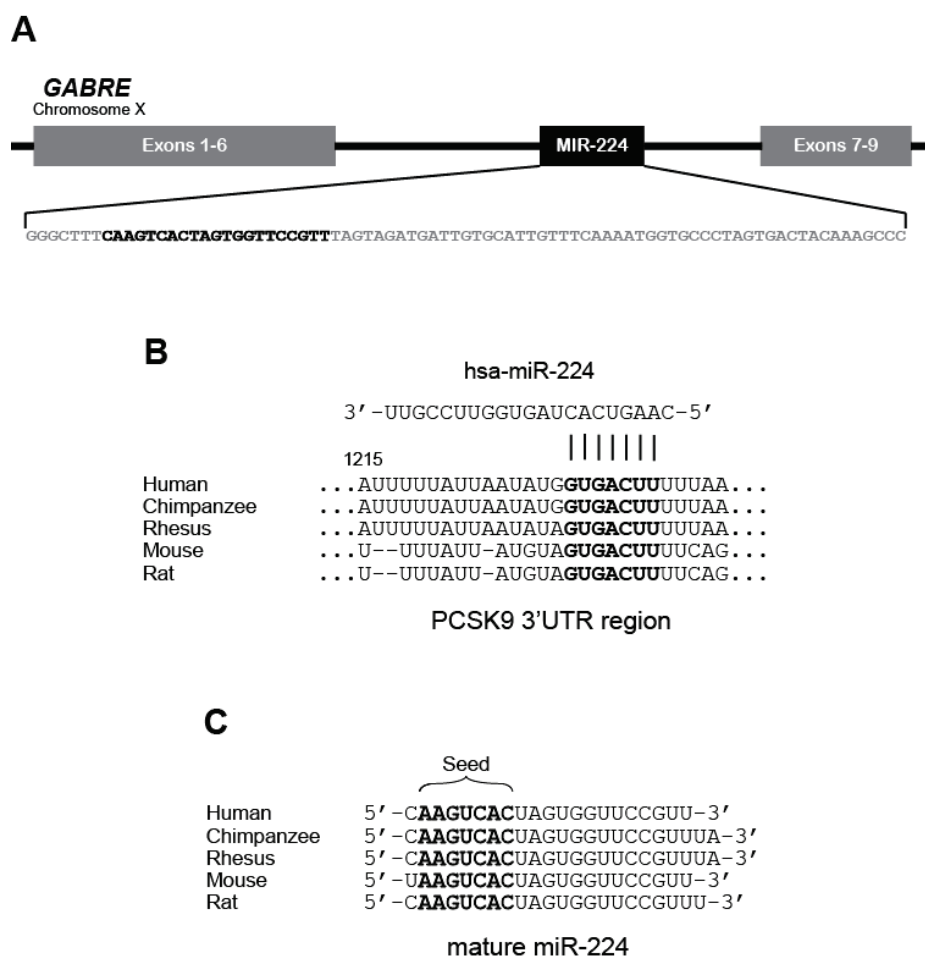 A
GABRE
Chromosome X
Exons 1-6 MIR-224 Exons 7-9
GGGCTTTCAAGTCACTAGTGGTTCCGTTTAGTAGATGATTGTGCATTGTTTCAAAATGGTGCCCTAGTGACTACAAAGCCC
B
hsa-miR-224
3’-UUGCCUUGGUGAUCACUGAAC-5’
1215
Human ...AUUUUUAUUAAUAUGGUGACUUUUUAA...
Chimpanzee ...AUUUUUAUUAAUAUGGUGACUUUUUAA...
Rhesus ...AUUUUUAUUAAUAUAGUGACUUUUUAA...
Mouse ...U--UUUAUU-AUGUAGUGACUUUUCAG...
Rat ...U--UUUAUU-AUGUAGUGACUUUUCAG...
PCSK9 3’UTR region
C
Seed
Human 5’-CAAGUCACUAGUGGUUCCGUU-3’
Chimpanzee 5’-CAAGUCACUAGUGGUUCCGUUUA-3’
Rhesus 5’-CAAGUCACUAGUGGUUCCGUUUA-3’
Mouse 5’-UAAGUCACUAGUGGUUCCGUU-3’
Rat 5’-CAAGUCACUAGUGGUUCCGUUU-3’
mature miR-224